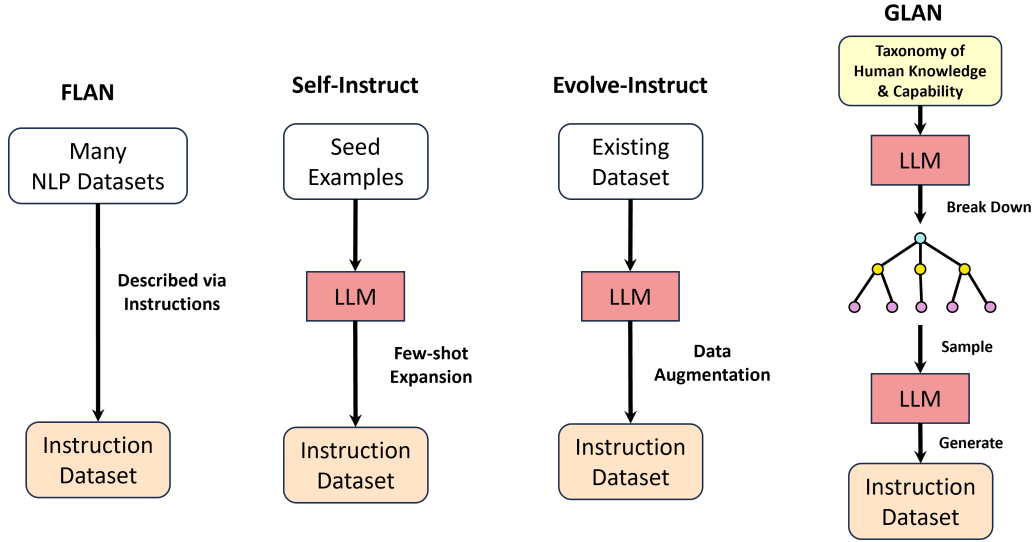 FLAN
Many
NLP Datasets
Described via
Instructions
Instruction
Dataset
Self-Instruct
Seed
Examples
LLM
Few-shot
Expansion
Instruction
Dataset
Evolve-Instruct
Existing
Dataset
LLM
Data
Augmentation
Instruction
Dataset
GLAN
Taxonomy of
Human Knowledge
& Capability
LLM
Break Down
Sample
LLM
Generate
Instruction
Dataset